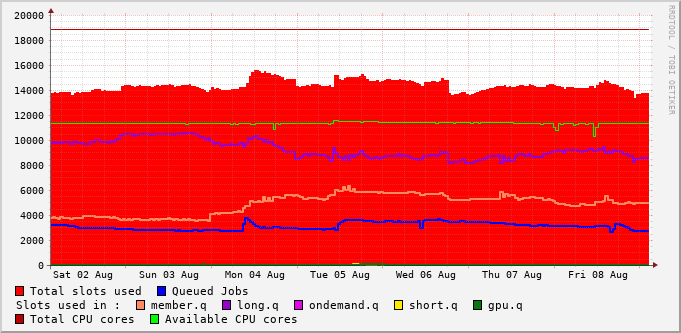 20000
18000
16000
14000
12000
10000
8000
6000
4000
2000
0
Sat 02 Aug Sun 03 Aug Mon 04 Aug Tue 05 Aug Wed 06 Aug Thu 07 Aug Fri 08 Aug
Total slots used Queued Jobs
Slots used in : member.q long.q ondemand.q short.q gpu.q
Total CPU cores Available CPU cores
RRDTOOL / TOBI OETIKER